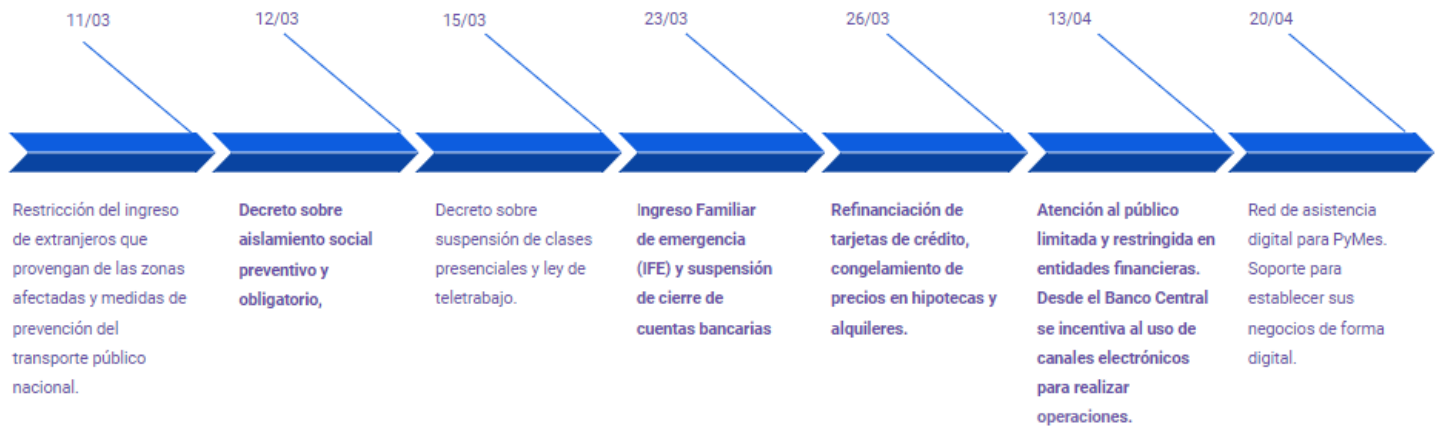 11/03
12/03
15/03
23/03
26/03
13/04
20/04
Restricción del ingreso
de extranjeros que
provengan de las zonas
afectadas y medidas de
prevención del
transporte público
nacional.
Decreto sobre
aislamiento social
preventivo y
obligatorio,
Decreto sobre
suspensión de clases
presenciales y ley de
teletrabajo.
Ingreso Familiar
de emergencia
(IFE) y suspensión
de cierre de
cuentas bancarias
Refinanciación de
tarjetas de crédito,
congelamiento de
precios en hipotecas y
alquileres.
Atención al público
limitada y restringida en
entidades financieras.
Desde el Banco Central
se incentiva al uso de
canales electrónicos
para realizar
operaciones.
Red de asistencia
digital para PyMes.
Soporte para
establecer sus
negocios de forma
digital.